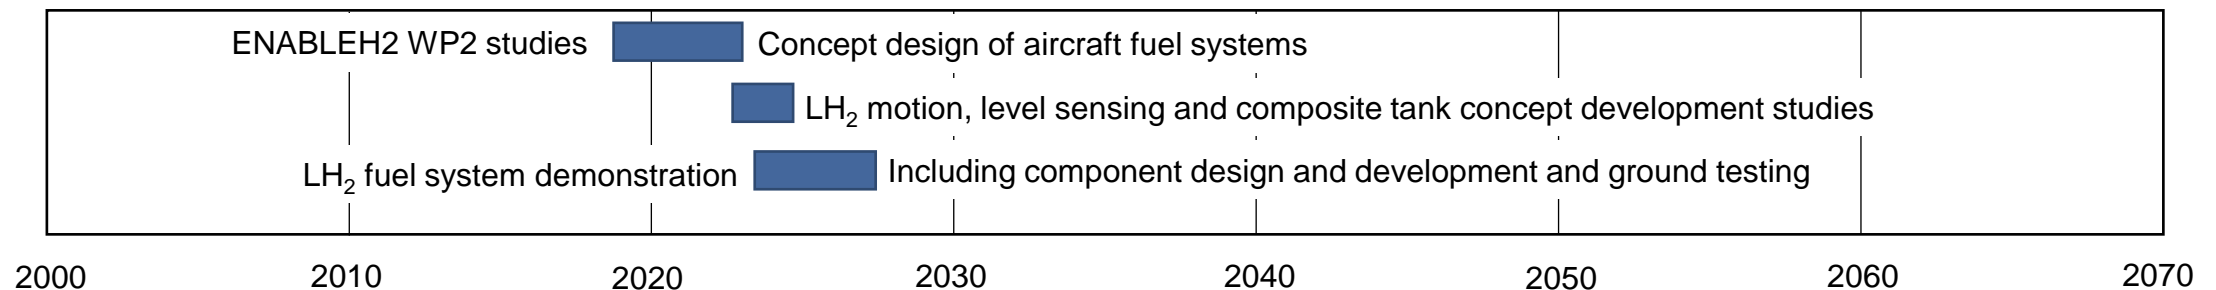 ENABLEH2 WP2 studies Concept design of aircraft fuel systems
LH₂ motion, level sensing and composite tank concept development studies
LH₂ fuel system demonstration Including component design and development and ground testing
2000 2010 2020 2030 2040 2050 2060 2070